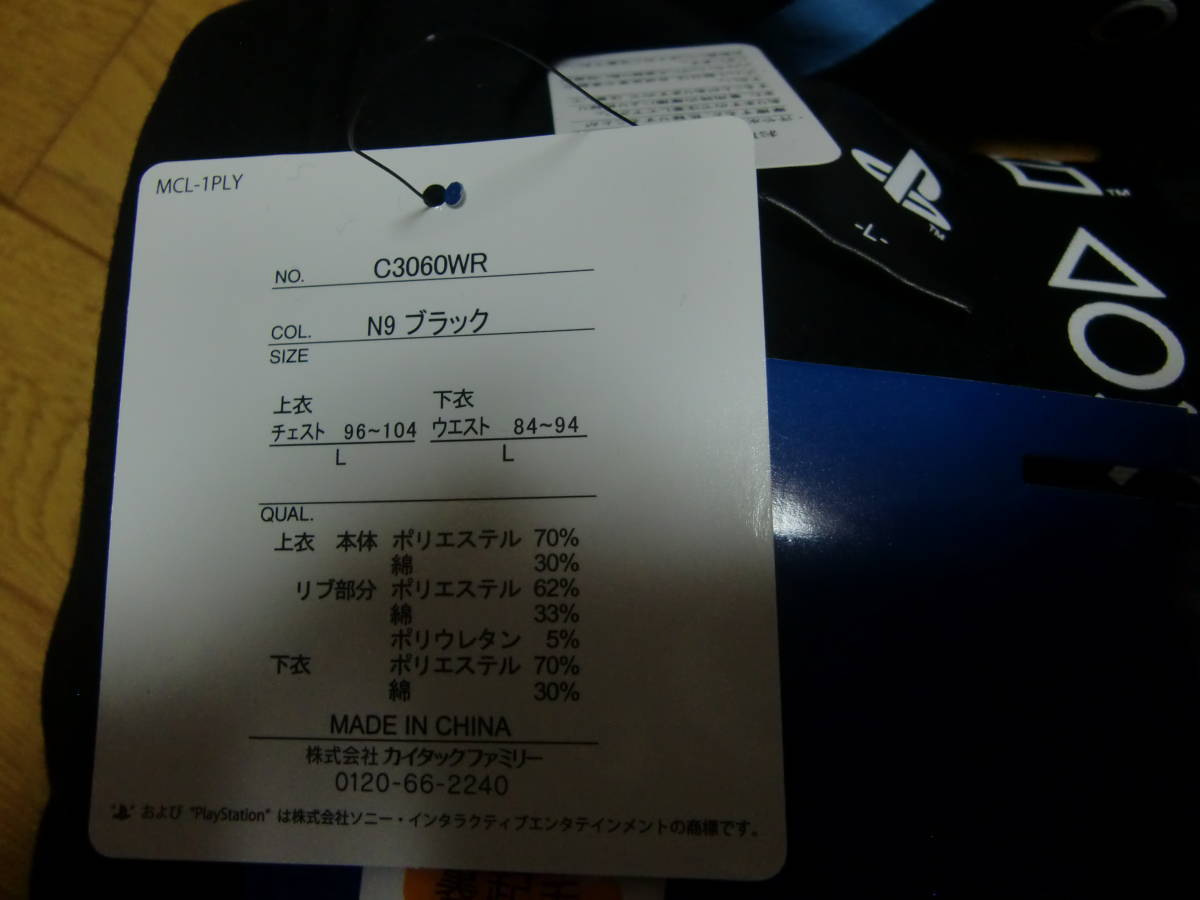 MCL-1PLY
NO. C3060WR
COL. N9 ブラック
SIZE
上衣 下衣
チェスト 96~104 ウエスト 84~94
L L
QUAL.
上衣 本体 ポリエステル 70%
綿 30%
リブ部分 ポリエステル 62%
綿 33%
ポリウレタン 5%
下衣 ポリエステル 70%
綿 30%
MADE IN CHINA
株式会社 カイタックファミリー
0120-66-2240
および "PlayStation" は株式会社ソニー・インタラクティブエンタテインメントの商標です。
-L-
TM
TM